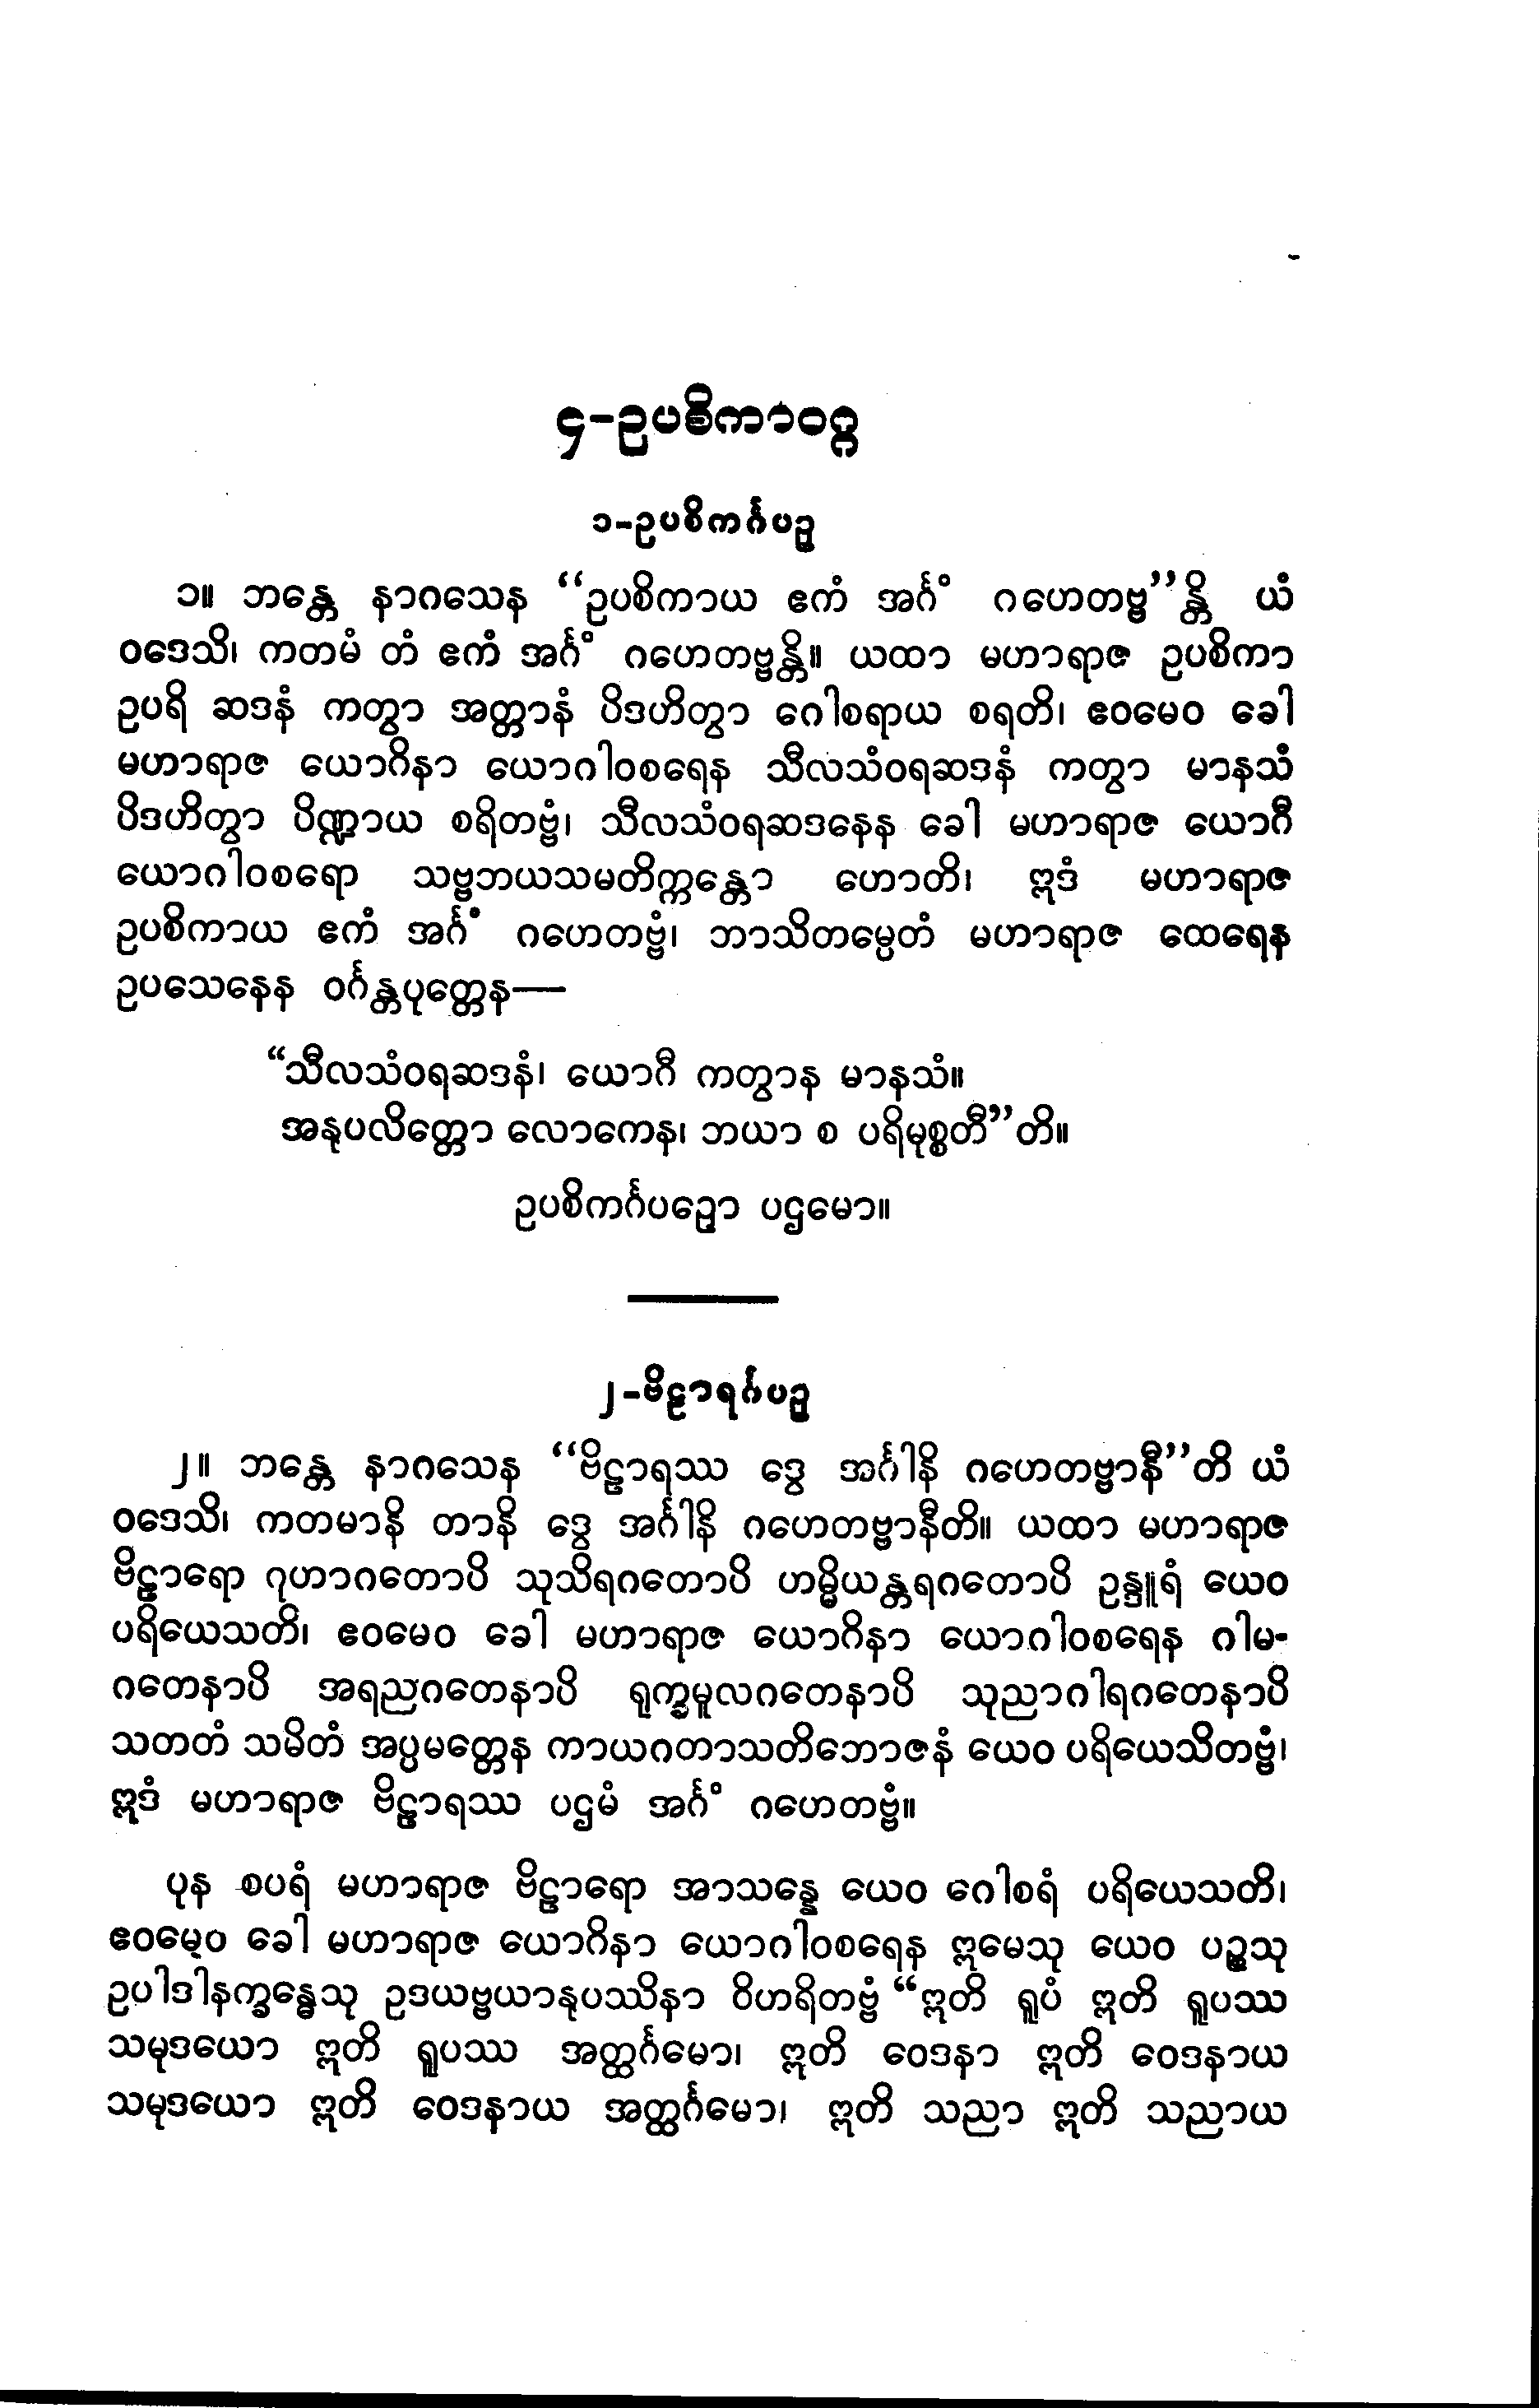 ၄-ဥပစိကာဝဂ္ဂ
၁-ဥပစိကင်္ဂပဉှ
၁။ ဘန္တေ နာဂသေန “ဥပစိကာယ ဧကံ အင်္ဂံ ဂဟေတဗ္ဗ”န္တိ ယံ
ဝဒေသိ၊ ကတမံ တံ ဧကံ အင်္ဂံ ဂဟေတဗ္ဗန္တိ။ ယထာ မဟာရာဇ ဥပစိကာ
ဥပရိ ဆဒနံ ကတွာ အတ္တာနံ ပိဒဟိတွာ ဂေါစရာယ စရတိ၊ ဧဝမေဝ ခေါ
မဟာရာဇ ယောဂိနာ ယောဂါဝစရေန သီလသံဝရဆဒနံ ကတွာ မာနသံ
ပိဒဟိတွာ ပိဏ္ဍာယ စရိတဗ္ဗံ၊ သီလသံဝရဆဒနေန ခေါ မဟာရာဇ ယောဂီ
ယောဂါဝစရော သဗ္ဗဘယသမတိက္ကန္တော ဟောတိ၊ ဣဒံ မဟာရာဇ
ဥပစိကာယ ဧကံ အင်္ဂံ ဂဟေတဗ္ဗံ၊ ဘာသိတမ္ပေတံ မဟာရာဇ ထေရေန
ဥပသေနေန ဝင်္ဂန္တပုတ္တေန—
“သီလသံဝရဆဒနံ၊ ယောဂီ ကတွာန မာနသံ။
အနုပလိတ္တော လောကေန၊ ဘယာ စ ပရိမုစ္စတီ”တိ။
ဥပစိကင်္ဂပဉှော ပဌမော။
၂-ဗိဠာရင်္ဂပဉှ
၂။ ဘန္တေ နာဂသေန “ဗိဠာရဿ ဒွေ အင်္ဂါနိ ဂဟေတဗ္ဗာနီ”တိ ယံ
ဝဒေသိ၊ ကတမာနိ တာနိ ဒွေ အင်္ဂါနိ ဂဟေတဗ္ဗာနီတိ။ ယထာ မဟာရာဇ
ဗိဠာရော ဂုဟာဂတောပိ သုသိရဂတောပိ ဟမ္မိယန္တရဂတောပိ ဥန္ဒူရံ ယေဝ
ပရိယေသတိ၊ ဧဝမေဝ ခေါ မဟာရာဇ ယောဂိနာ ယောဂါဝစရေန ဂါမ-
ဂတေနာပိ အရညဂတေနာပိ ရုက္ခမူလဂတေနာပိ သုညာဂါရဂတေနာပိ
သတတံ သမိတံ အပ္ပမတ္တေန ကာယဂတာသတိဘောဇနံ ယေဝ ပရိယေသိတဗ္ဗံ၊
ဣဒံ မဟာရာဇ ဗိဠာရဿ ပဌမံ အင်္ဂံ ဂဟေတဗ္ဗံ။
ပုန စပရံ မဟာရာဇ ဗိဠာရော အာသန္နေ ယေဝ ဂေါစရံ ပရိယေသတိ၊
ဧဝမေဝ ခေါ မဟာရာဇ ယောဂိနာ ယောဂါဝစရေန ဣမေသု ယေဝ ပဉ္စသု
ဥပါဒါနက္ခန္ဓေသု ဥဒယဗ္ဗယာနုပဿိနာ ဝိဟရိတဗ္ဗံ “ဣတိ ရူပံ ဣတိ ရူပဿ
သမုဒယော ဣတိ ရူပဿ အတ္ထင်္ဂမော၊ ဣတိ ဝေဒနာ ဣတိ ဝေဒနာယ
သမုဒယော ဣတိ ဝေဒနာယ အတ္ထင်္ဂမော၊ ဣတိ သညာ ဣတိ သညာယ